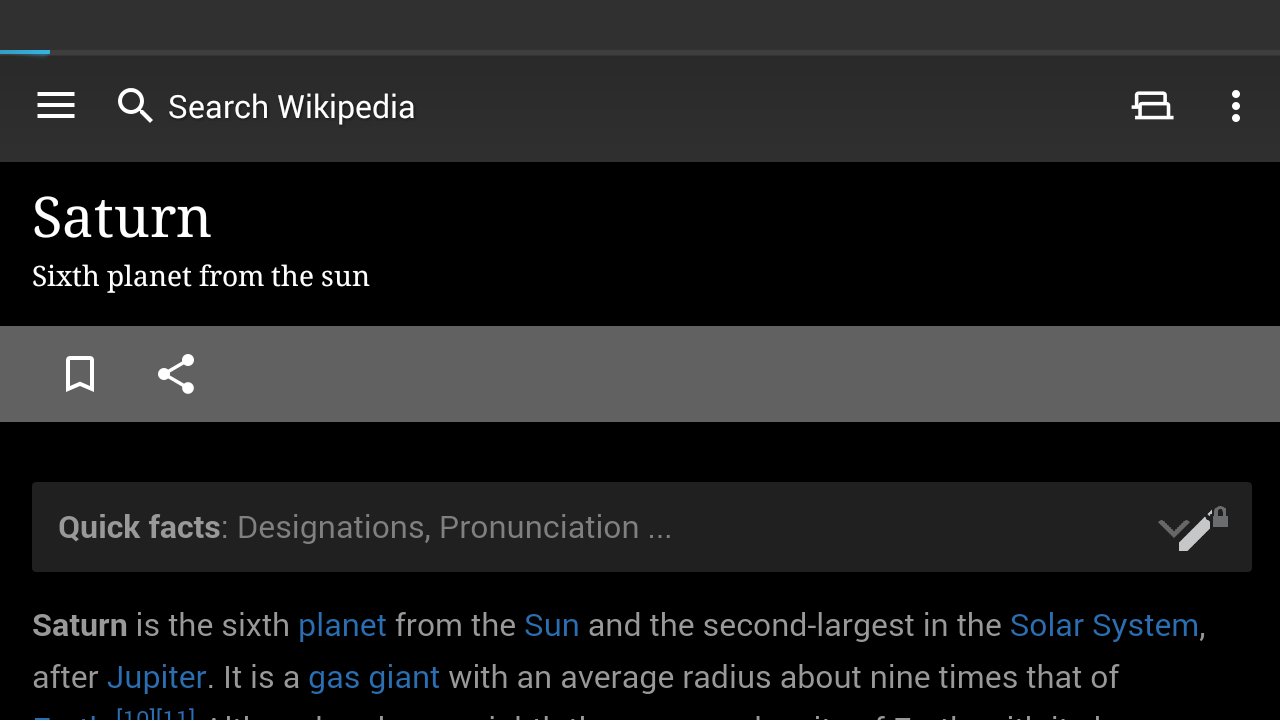 Search Wikipedia
Saturn
Sixth planet from the sun
Quick facts: Designations, Pronunciation ...
Saturn is the sixth planet from the Sun and the second-largest in the Solar System,
after Jupiter. It is a gas giant with an average radius about nine times that of
[10][11]